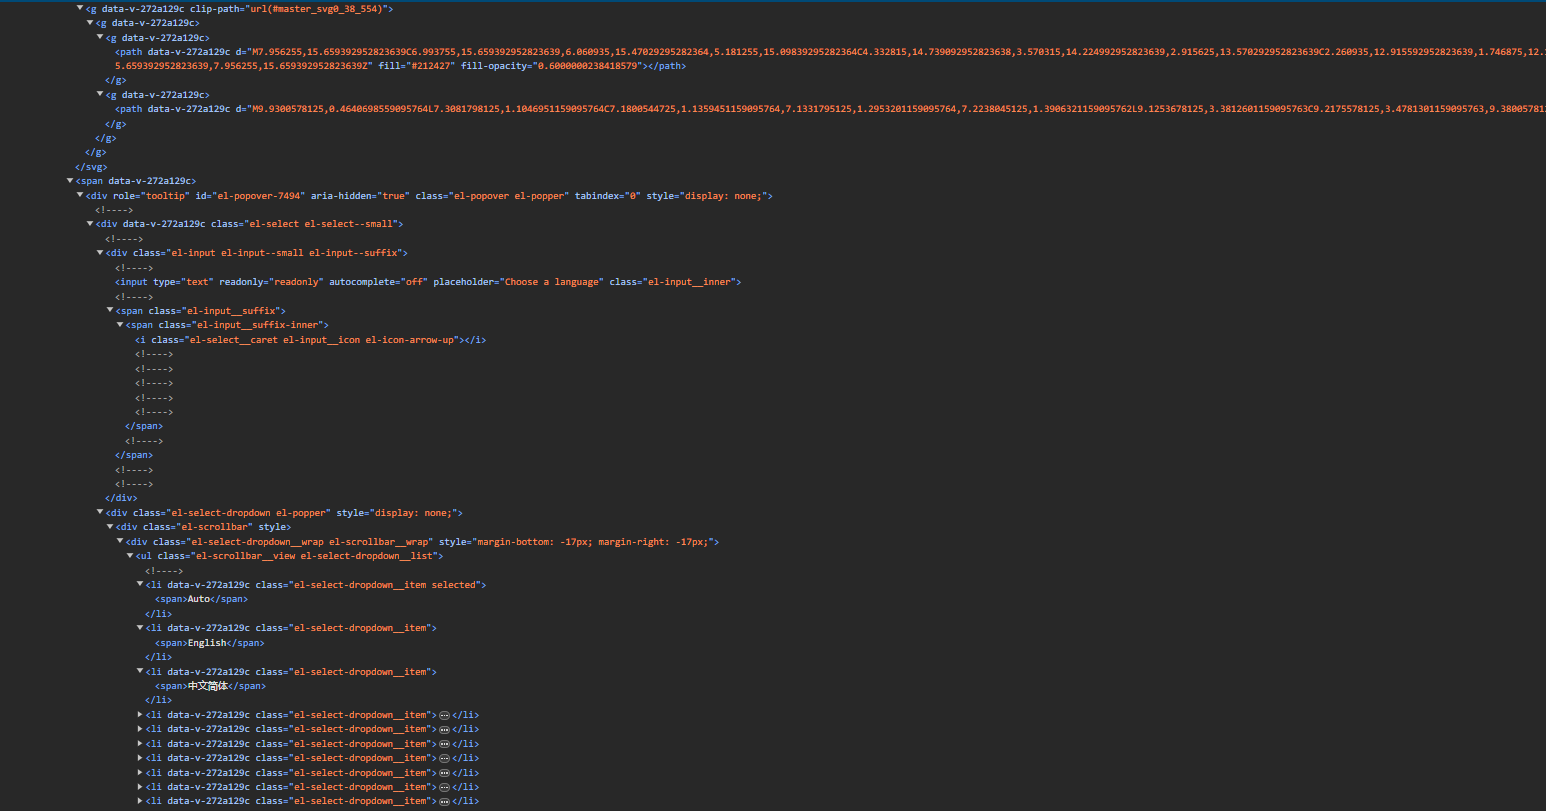 <g data-v-272a129c clip-path="url(#master_svg0_38_554)">
<g data-v-272a129c>
<g data-v-272a129c>
<path data-v-272a129c d="M7.956255,15.659392952823639C6.993755,15.659392952823639,6.060935,15.47029295282364,5.181255,15.09839295282364C4.332815,14.739092952823638,3.570315,14.224992952823639,2.915625,13.570292952823639C2.260935,12.915592952823639,1.746875,12.
5.659392952823639,7.956255,15.659392952823639Z" fill="#212427" fill-opacity="0.6000000238418579"></path>
</g>
<g data-v-272a129c>
<path data-v-272a129c d="M9.9300578125,0.4640698559095764L7.3081798125,1.1046951159095764C7.1800544725,1.1359451159095764,7.1331795125,1.2953201159095764,7.2238045125,1.3906321159095762L9.1253678125,3.3812601159095763C9.2175578125,3.4781301159095763,9.380057812
</g>
</g>
</g>
</svg>
<span data-v-272a129c>
<div role="tooltip" id="el-popover-7494" aria-hidden="true" class="el-popover el-popper" tabindex="0" style="display: none;">
<!---->
<div data-v-272a129c class="el-select el-select--small">
<!---->
<div class="el-input el-input--small el-input--suffix">
<!---->
<input type="text" readonly="readonly" autocomplete="off" placeholder="Choose a language" class="el-input__inner">
<!---->
<span class="el-input__suffix">
<span class="el-input__suffix-inner">
<i class="el-select__caret el-input__icon el-icon-arrow-up"></i>
<!---->
<!---->
<!---->
<!---->
<!---->
</span>
<!---->
</span>
<!---->
<!---->
</div>
<div class="el-select-dropdown el-popper" style="display: none;">
<div class="el-scrollbar" style>
<div class="el-select-dropdown__wrap el-scrollbar__wrap" style="margin-bottom: -17px; margin-right: -17px;">
<ul class="el-scrollbar__view el-select-dropdown__list">
<!---->
<li data-v-272a129c class="el-select-dropdown__item selected">
<span>Auto</span>
</li>
<li data-v-272a129c class="el-select-dropdown__item">
<span>English</span>
</li>
<li data-v-272a129c class="el-select-dropdown__item">
<span>中文简体</span>
</li>
<li data-v-272a129c class="el-select-dropdown__item">…</li>
<li data-v-272a129c class="el-select-dropdown__item">…</li>
<li data-v-272a129c class="el-select-dropdown__item">…</li>
<li data-v-272a129c class="el-select-dropdown__item">…</li>
<li data-v-272a129c class="el-select-dropdown__item">…</li>
<li data-v-272a129c class="el-select-dropdown__item">…</li>
<li data-v-272a129c class="el-select-dropdown__item">…</li>